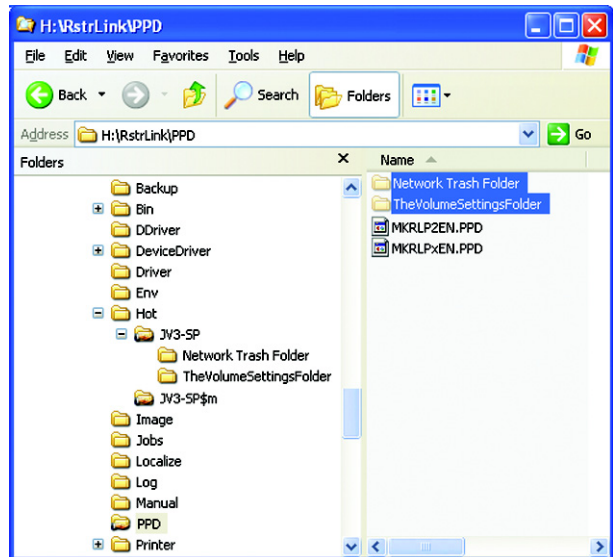 H:\RstrLink\PPD
File Edit View Favorites Tools Help
Back Search Folders
Address H:\RstrLink\PPD Go
Folders
Backup
Bin
DDriver
DeviceDriver
Driver
Env
Hot
JV3-SP
Network Trash Folder
TheVolumeSettingsFolder
JV3-SP$m
Image
Jobs
Localize
Log
Manual
PPD
Printer
Name
Network Trash Folder
TheVolumeSettingsFolder
MKRLP2EN.PPD
MKRLPxEN.PPD